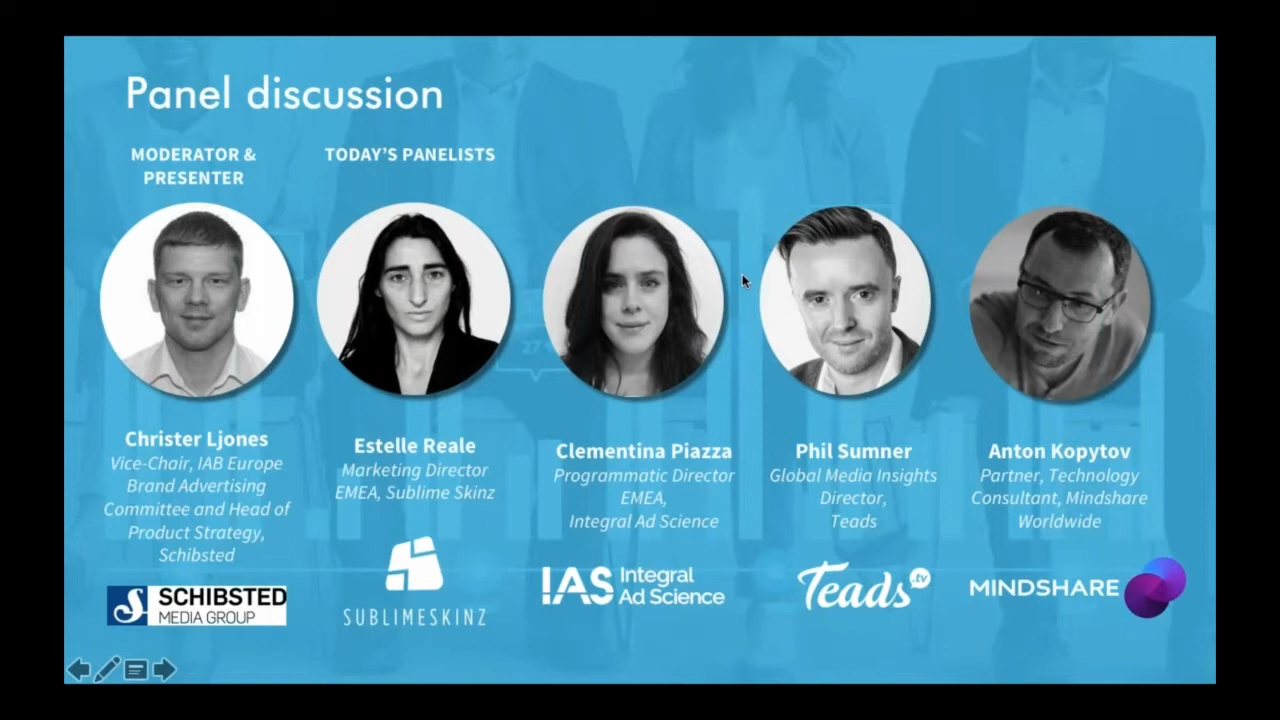 Panel discussion
MODERATOR &
PRESENTER
TODAY’S PANELISTS
Christer Ljones
Vice-Chair, IAB Europe
Brand Advertising
Committee and Head of
Product Strategy,
Schibsted
SCHIBSTED
MEDIA GROUP
Estelle Reale
Marketing Director
EMEA, Sublime Skinz
SUBLIMESKINZ
Clementina Piazza
Programmatic Director
EMEA,
Integral Ad Science
IAS Integral
Ad Science
Phil Sumner
Global Media Insights
Director,
Teads
Teads.tv
Anton Kopytov
Partner, Technology
Consultant, Mindshare
Worldwide
MINDSHARE